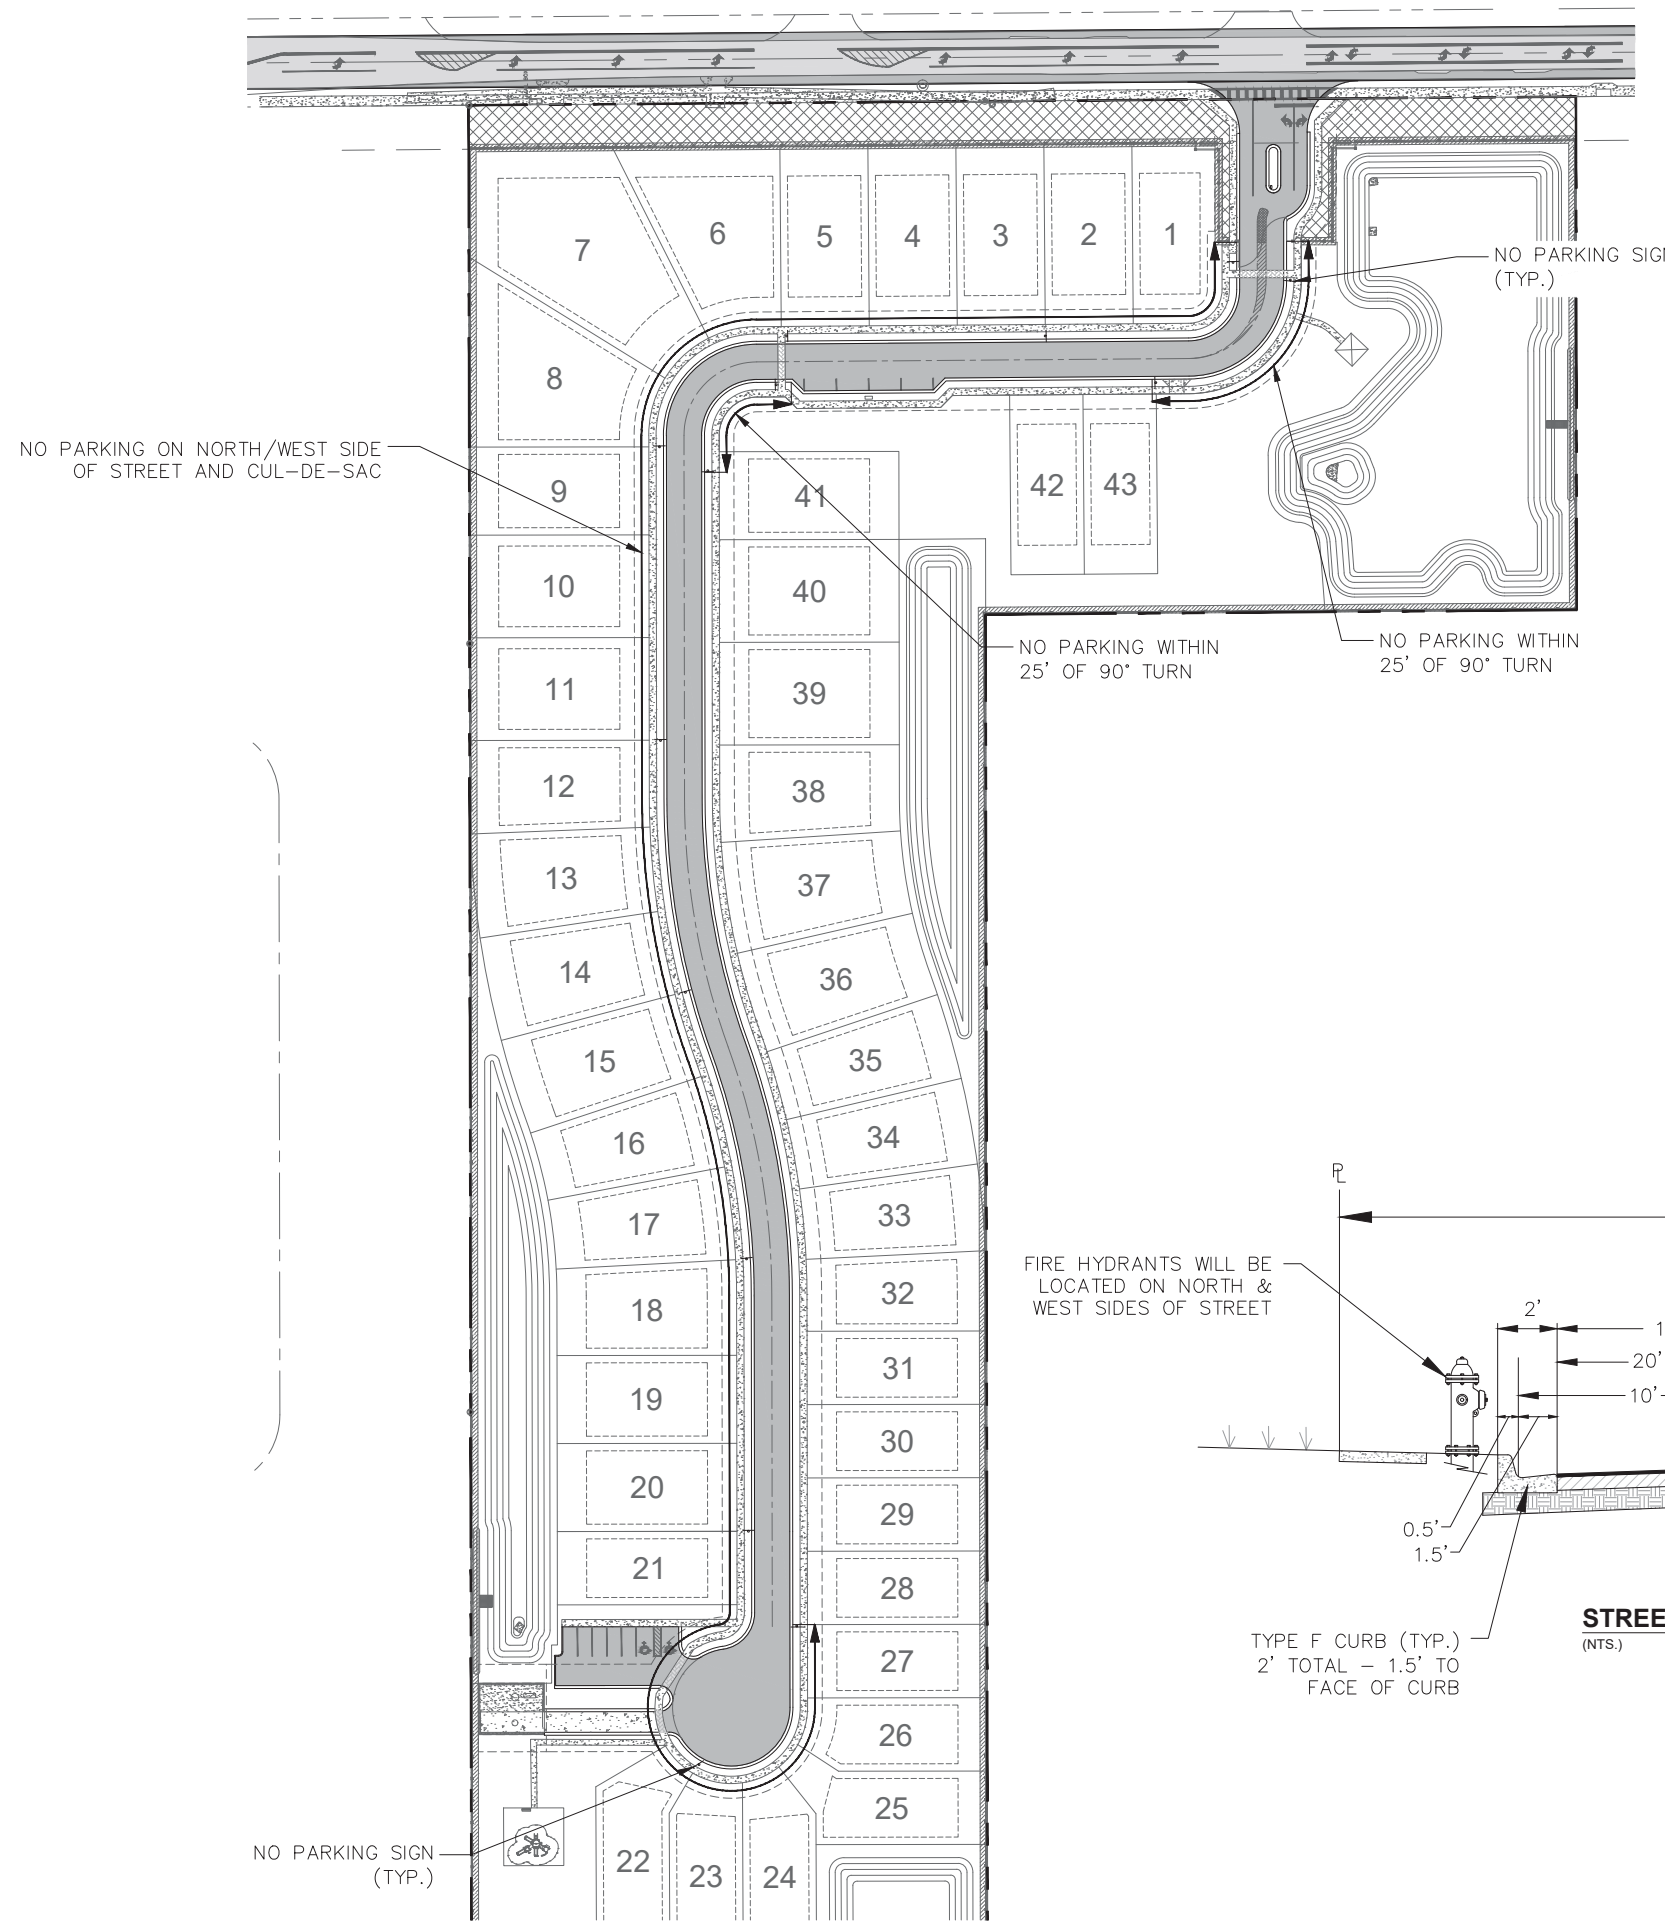 7
6
5
4
3
2
1
NO PARKING SIGN
(TYP.)
8
NO PARKING ON NORTH/WEST SIDE
OF STREET AND CUL-DE-SAC
9
41
42
43
10
40
NO PARKING WITHIN
25' OF 90° TURN
NO PARKING WITHIN
25' OF 90° TURN
11
39
12
38
13
37
14
36
15
35
16
34
17
33
18
32
19
31
20
30
29
21
28
27
26
25
22
23
24
NO PARKING SIGN
(TYP.)
PL
FIRE HYDRANTS WILL BE
LOCATED ON NORTH &
WEST SIDES OF STREET
2'
1
20'
10'
0.5'
1.5'
TYPE F CURB (TYP.)
2' TOTAL – 1.5' TO
FACE OF CURB
STREE
(NTS.)